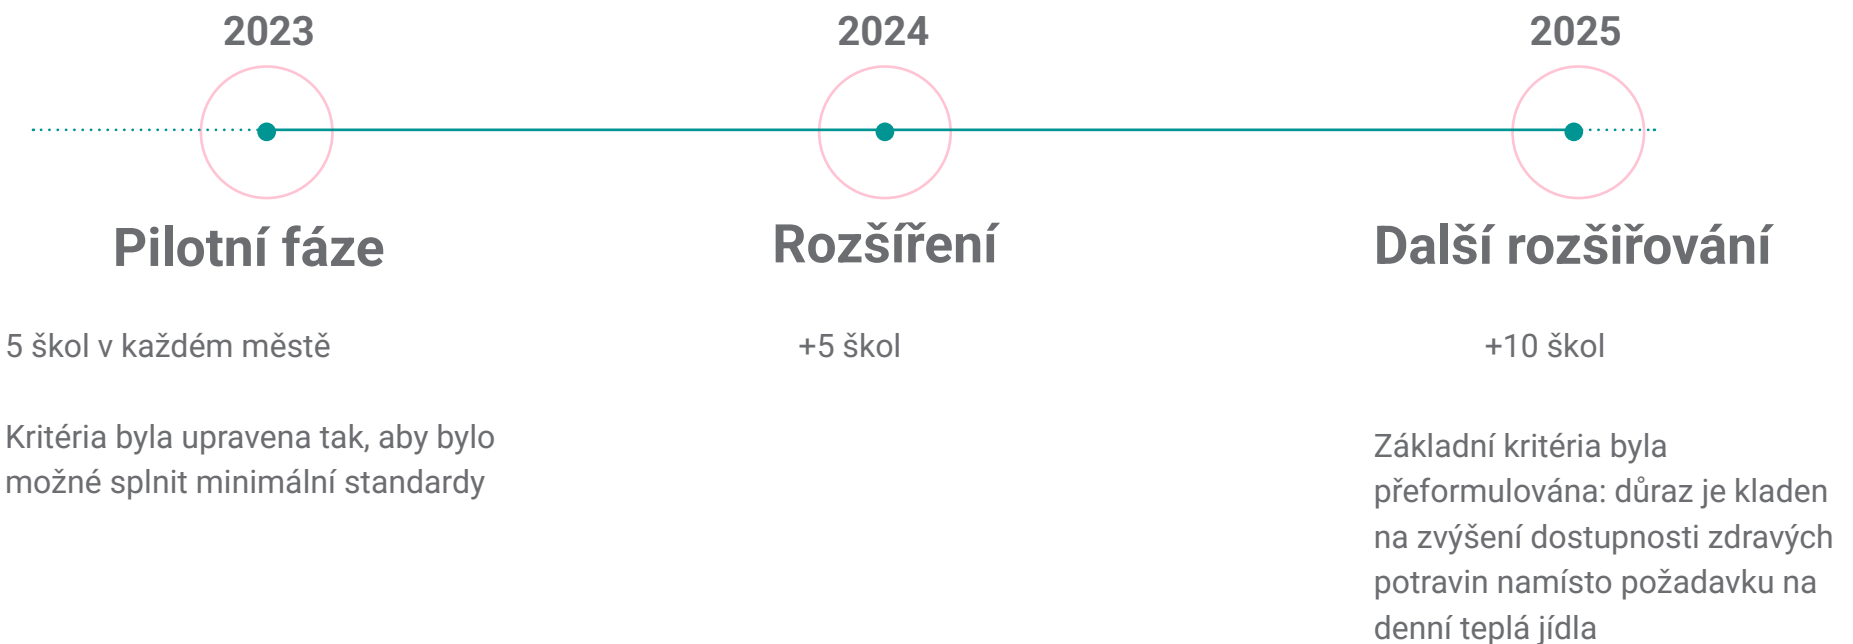 2023
Pilotní fáze
5 škol v každém městě
Kritéria byla upravena tak, aby bylo
možné splnit minimální standardy
2024
Rozšíření
+5 škol
2025
Další rozšiřování
+10 škol
Základní kritéria byla
přeformulována: důraz je kladen
na zvýšení dostupnosti zdravých
potravin namísto požadavku na
denní teplá jídla